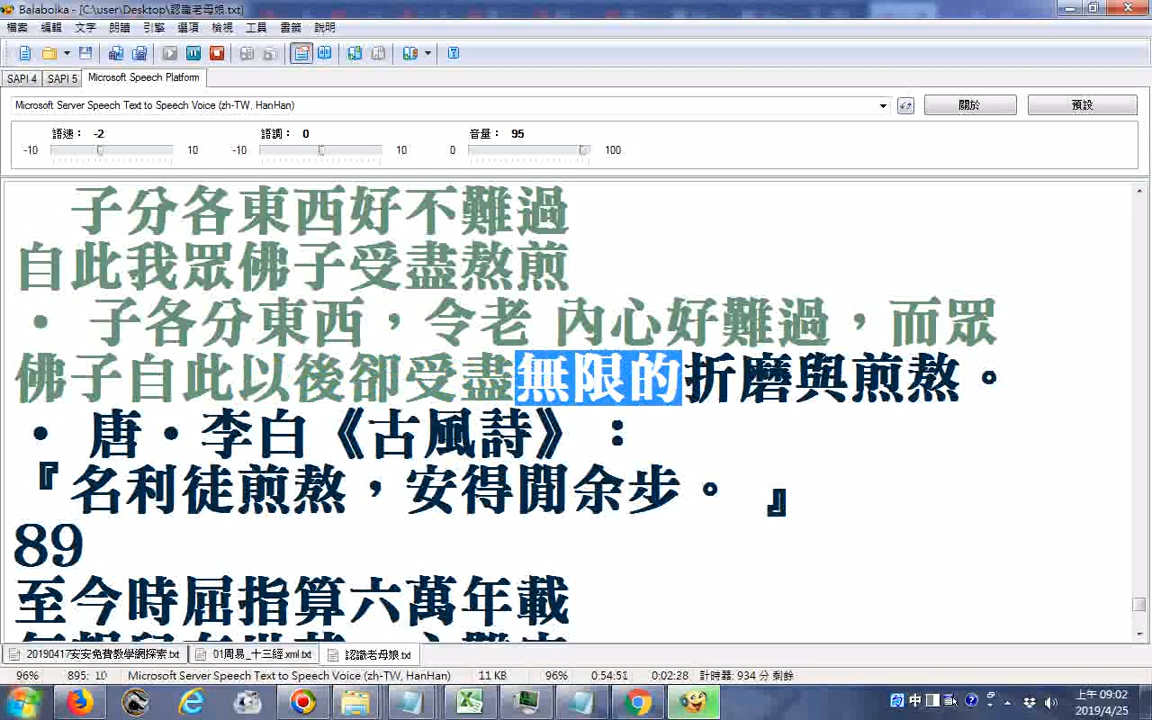 Balabolka - [C:\user\Desktop\認識老母娘.txt]
檔案 編輯 文字 朗讀 引擎 選項 檢視 工具 書籤 說明
SAPI 4 SAPI 5 Microsoft Speech Platform
Microsoft Server Speech Text to Speech Voice (zh-TW, HanHan) 關於 預設
語速： -2 語調： 0 音量： 95
-10 10 -10 10 0 100
子分各東西好不難過
自此我眾佛子受盡熬煎
• 子各分東西，令老 內心好難過，而眾
佛子自此以後卻受盡無限的折磨與煎熬。
• 唐•李白《古風詩》：
『名利徒煎熬，安得閒余步。 』
89
至今時屈指算六萬年載
20190417安安免費教學網探索.txt 01周易_十三經.xml.txt 認識老母娘.txt
96% 895: 10 Microsoft Server Speech Text to Speech Voice (zh-TW, HanHan) 11 KB 96% 0:54:51 0:02:28 計時器: 934 分 剩餘
中 上午 09:02
2019/4/25